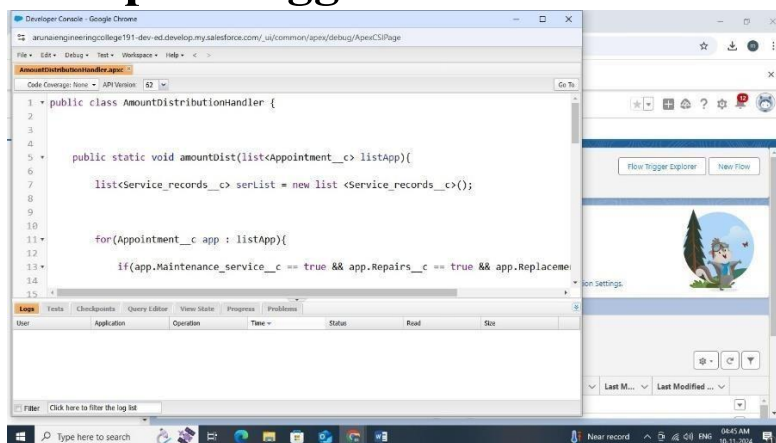 Developer Console - Google Chrome
arunaiengineeringcollege191-dev-ed.develop.my.salesforce.com/_ui/common/apex/debug/ApexCSIPage
File Edit Debug Test Workspace Help < >
AmountDistributionHandler.apxc
Code Coverage: None API Version: 62 Go To
1 public class AmountDistributionHandler {
2
3
4
5 public static void amountDist(list<Appointment__c> listApp){
6
7 list<Service_records__c> serList = new list <Service_records__c>();
8
9
10
11 for(Appointment__c app : listApp){
12
13 if(app.Maintenance_service__c == true && app.Repairs__c == true && app.Replaceme
14
15
Logs Tests Checkpoints Query Editor View State Progress Problems
User Application Operation Time Status Read Size
Filter Click here to filter the log list
12
Flow Trigger Explorer New Flow
ion Settings.
Last M... Last Modified ...
Type here to search
Near record ENG 04:45 AM
10-11-2024